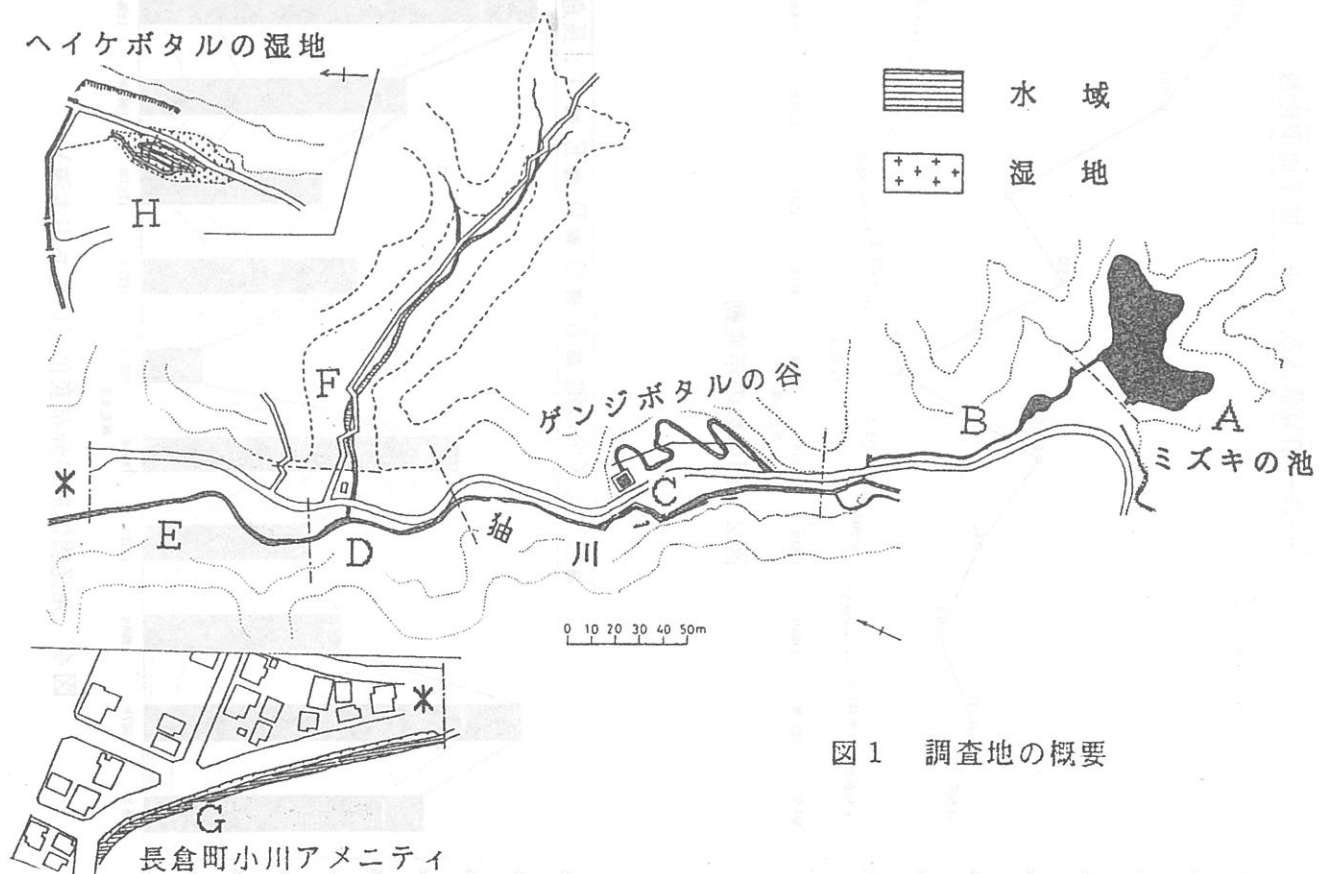 ヘイケボタルの湿地
水域
湿地
H
F
ゲンジボタルの谷
B
A
ミズキの池
C
E
D
川
0 10 20 30 40 50m
図1 調査地の概要
G
長倉町小川アメニティ